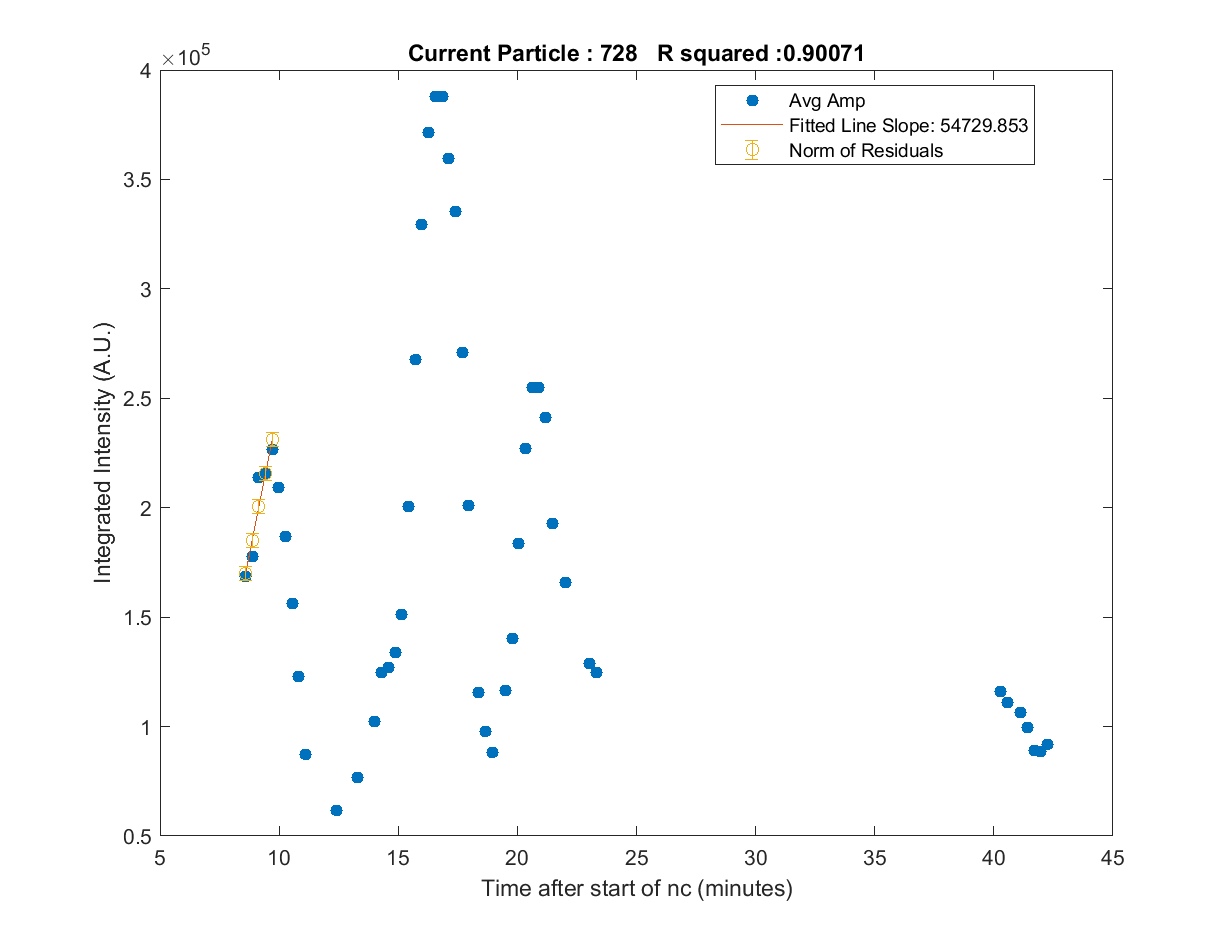 Current Particle : 728 R squared :0.90071
×10^5
Avg Amp
Fitted Line Slope: 54729.853
Norm of Residuals
4
3.5
3
2.5
2
1.5
1
0.5
Integrated Intensity (A.U.)
5 10 15 20 25 30 35 40 45
Time after start of nc (minutes)